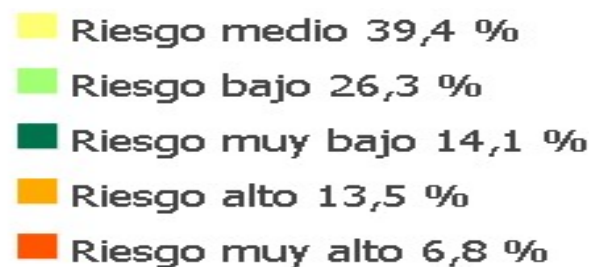 Riesgo medio 39,4 %
Riesgo bajo 26,3 %
Riesgo muy bajo 14,1 %
Riesgo alto 13,5 %
Riesgo muy alto 6,8 %